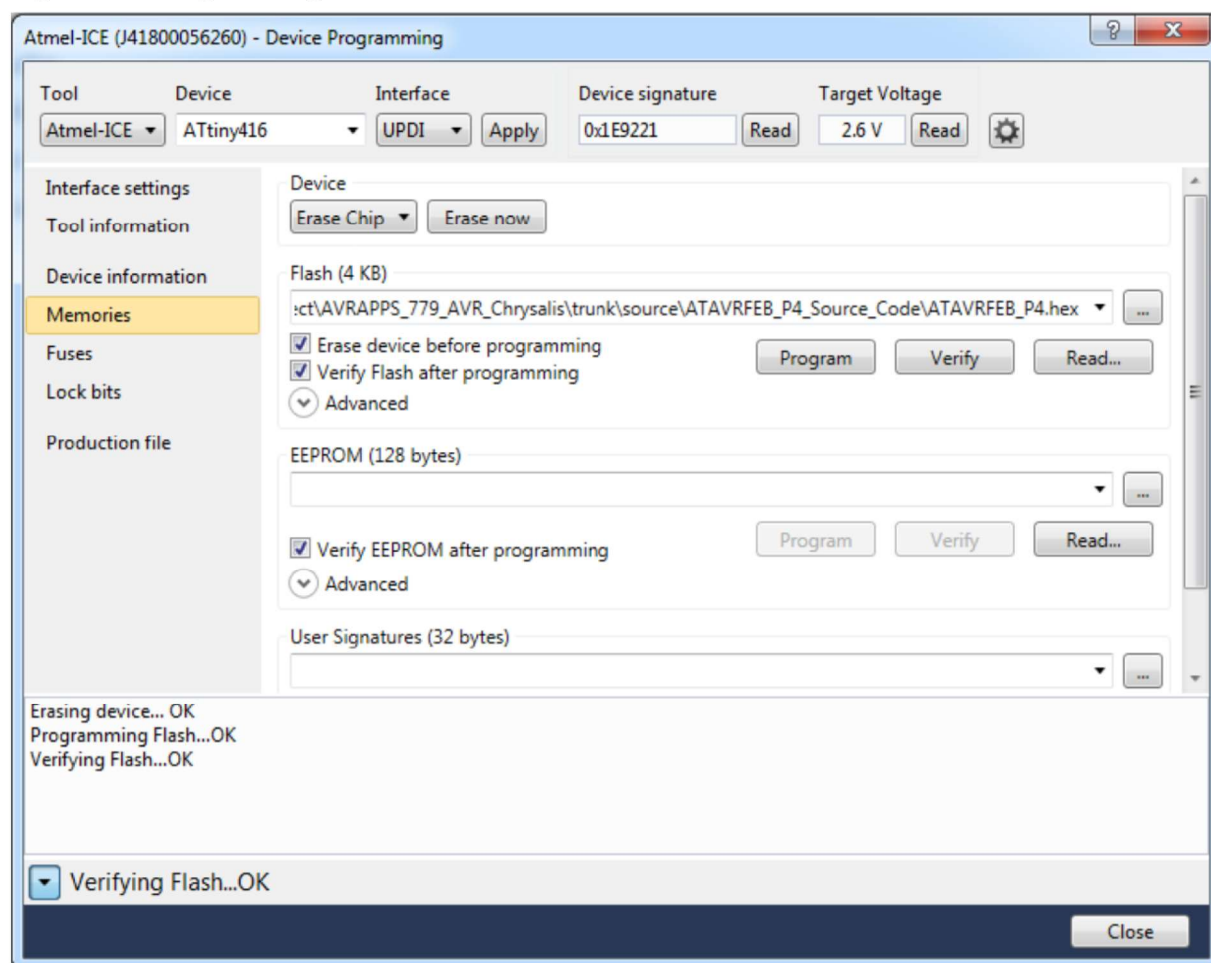 Atmel-ICE (J41800056260) - Device Programming
Tool Device Interface Device signature Target Voltage
Atmel-ICE ATtiny416 UPDI Apply 0x1E9221 Read 2.6 V Read
Interface settings
Tool information
Device information
Memories
Fuses
Lock bits
Production file
Device
Erase Chip Erase now
Flash (4 KB)
:ct\AVRAPPS_779_AVR_Chrysalis\trunk\source\ATAVRFEB_P4_Source_Code\ATAVRFEB_P4.hex ...
Erase device before programming
Verify Flash after programming
Program Verify Read...
Advanced
EEPROM (128 bytes)
...
Verify EEPROM after programming
Program Verify Read...
Advanced
User Signatures (32 bytes)
...
Erasing device... OK
Programming Flash...OK
Verifying Flash...OK
Verifying Flash...OK
Close